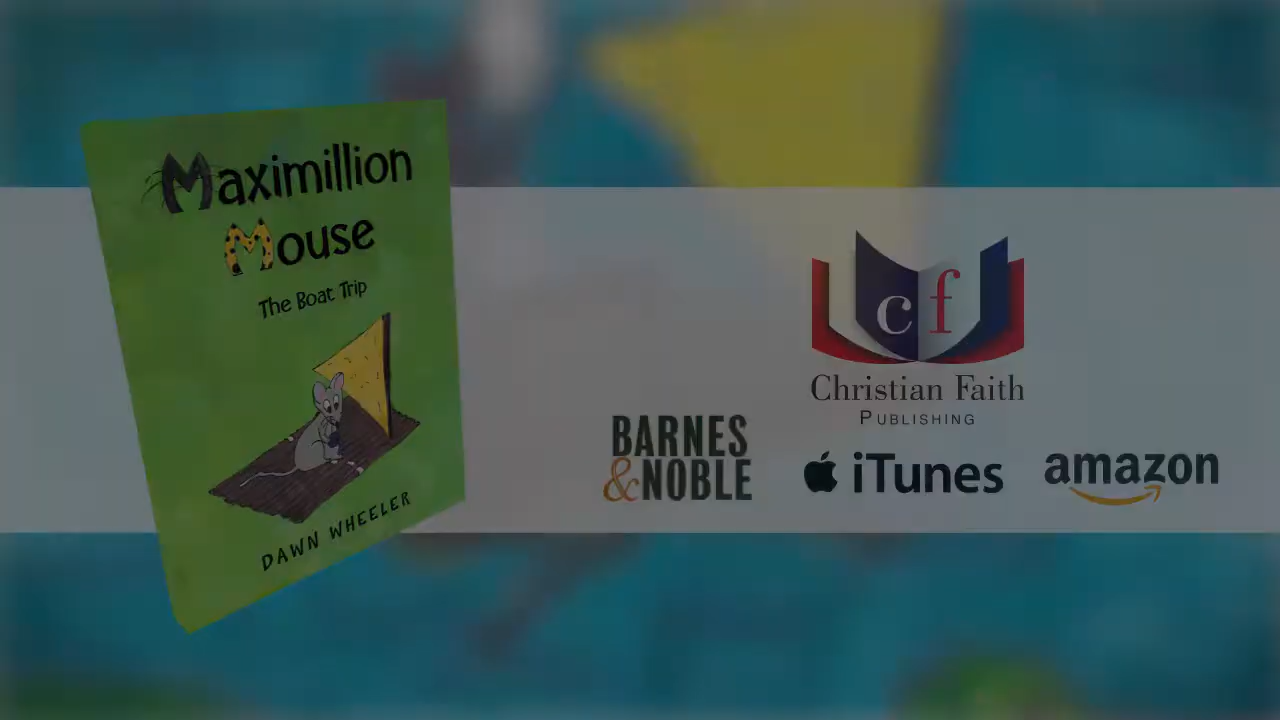 Maximillion
Mouse
The Boat Trip
DAWN WHEELER
cf
Christian Faith
PUBLISHING
BARNES
&NOBLE
iTunes
amazon